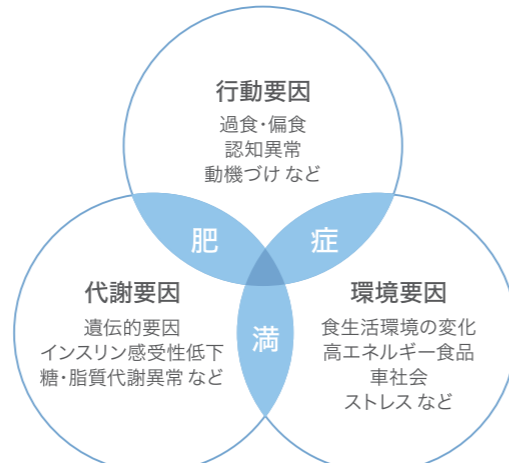 行動要因
過食・偏食
認知異常
動機づけ など
肥
症
代謝要因
遺伝的要因
インスリン感受性低下
糖・脂質代謝異常 など
満
環境要因
食生活環境の変化
高エネルギー食品
車社会
ストレス など